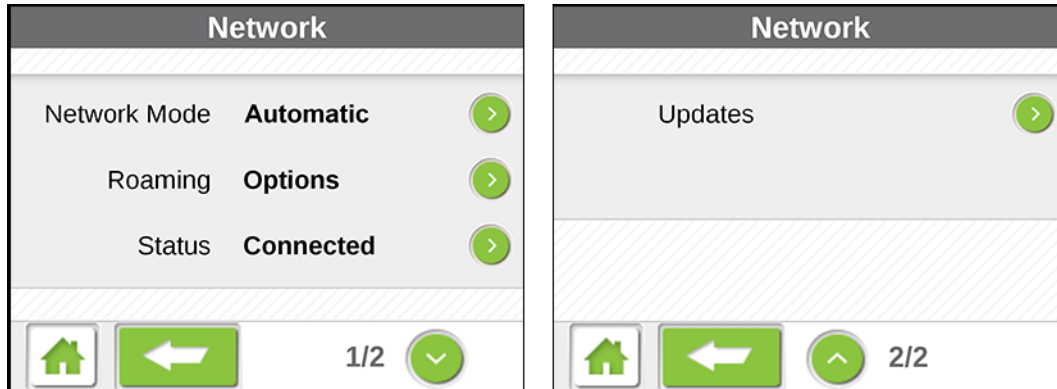 Network
Network Mode Automatic
Roaming Options
Status Connected
1/2
Network
Updates
2/2